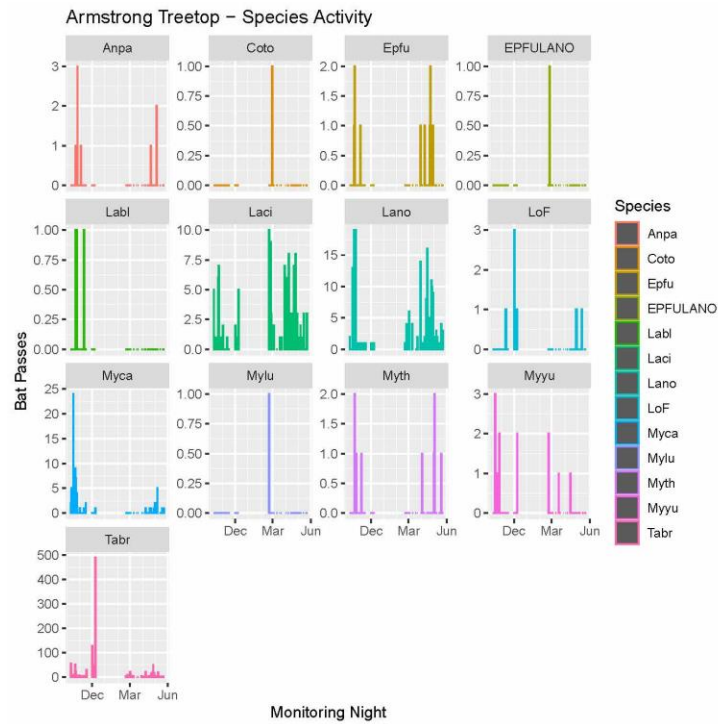 Armstrong Treetop − Species Activity
Anpa Coto Epfu EPFULANO
3 1.00 2.0 1.00
0.75 1.5 0.75
2
0.50 1.0 0.50
1
0.25 0.5 0.25
0 0.00 0.0 0.00
Labl Laci Lano LoF
1.00 10.0 3
0.75 7.5 15
2
0.50 5.0 10
1
0.25 2.5 5
0.00 0.0 0 0
Myca Mylu Myth Myyu
25 1.00 2.0 3
20 0.75 1.5
2
15 0.50 1.0
10 1
5 0.25 0.5
0 0.00 0.0 0
Dec Mar Jun Dec Mar Jun Dec Mar Jun
Tabr
500
400
300
200
100
0
Dec Mar Jun
Bat Passes
Monitoring Night
Species
Anpa
Coto
Epfu
EPFULANO
Labl
Laci
Lano
LoF
Myca
Mylu
Myth
Myyu
Tabr